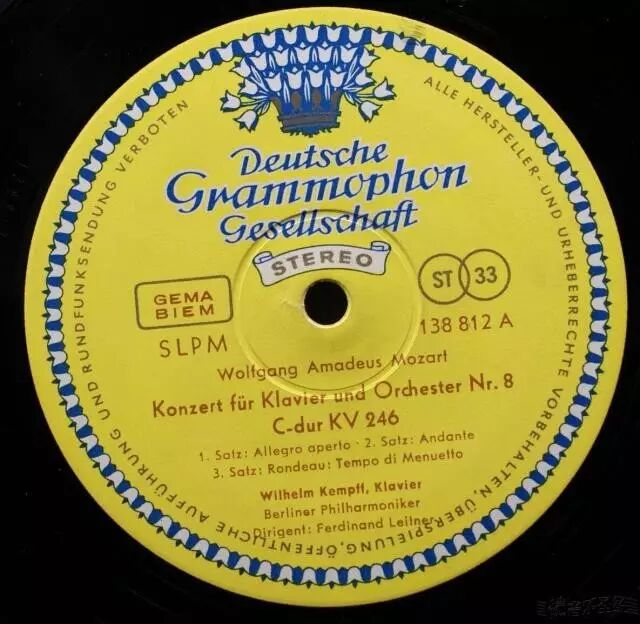 Deutsche
Grammophon
Gesellschaft
STEREO
GEMA
BIEM
ST 33
SLPM
138 812 A
Wolfgang Amadeus Mozart
Konzert für Klavier und Orchester Nr. 8
C-dur KV 246
1. Satz: Allegro aperto · 2. Satz: Andante
3. Satz: Rondeau: Tempo di Menuetto
Wilhelm Kempff, Klavier
Berliner Philharmoniker
Dirigent: Ferdinand Leitner
ALLE HERSTELLER- UND URHEBERRECHTE VORBEHALTEN. ÜBERSPIELUNG, ÖFFENTLICHE AUFFÜHRUNG UND RUNDFUNKSENDUNG VERBOTEN